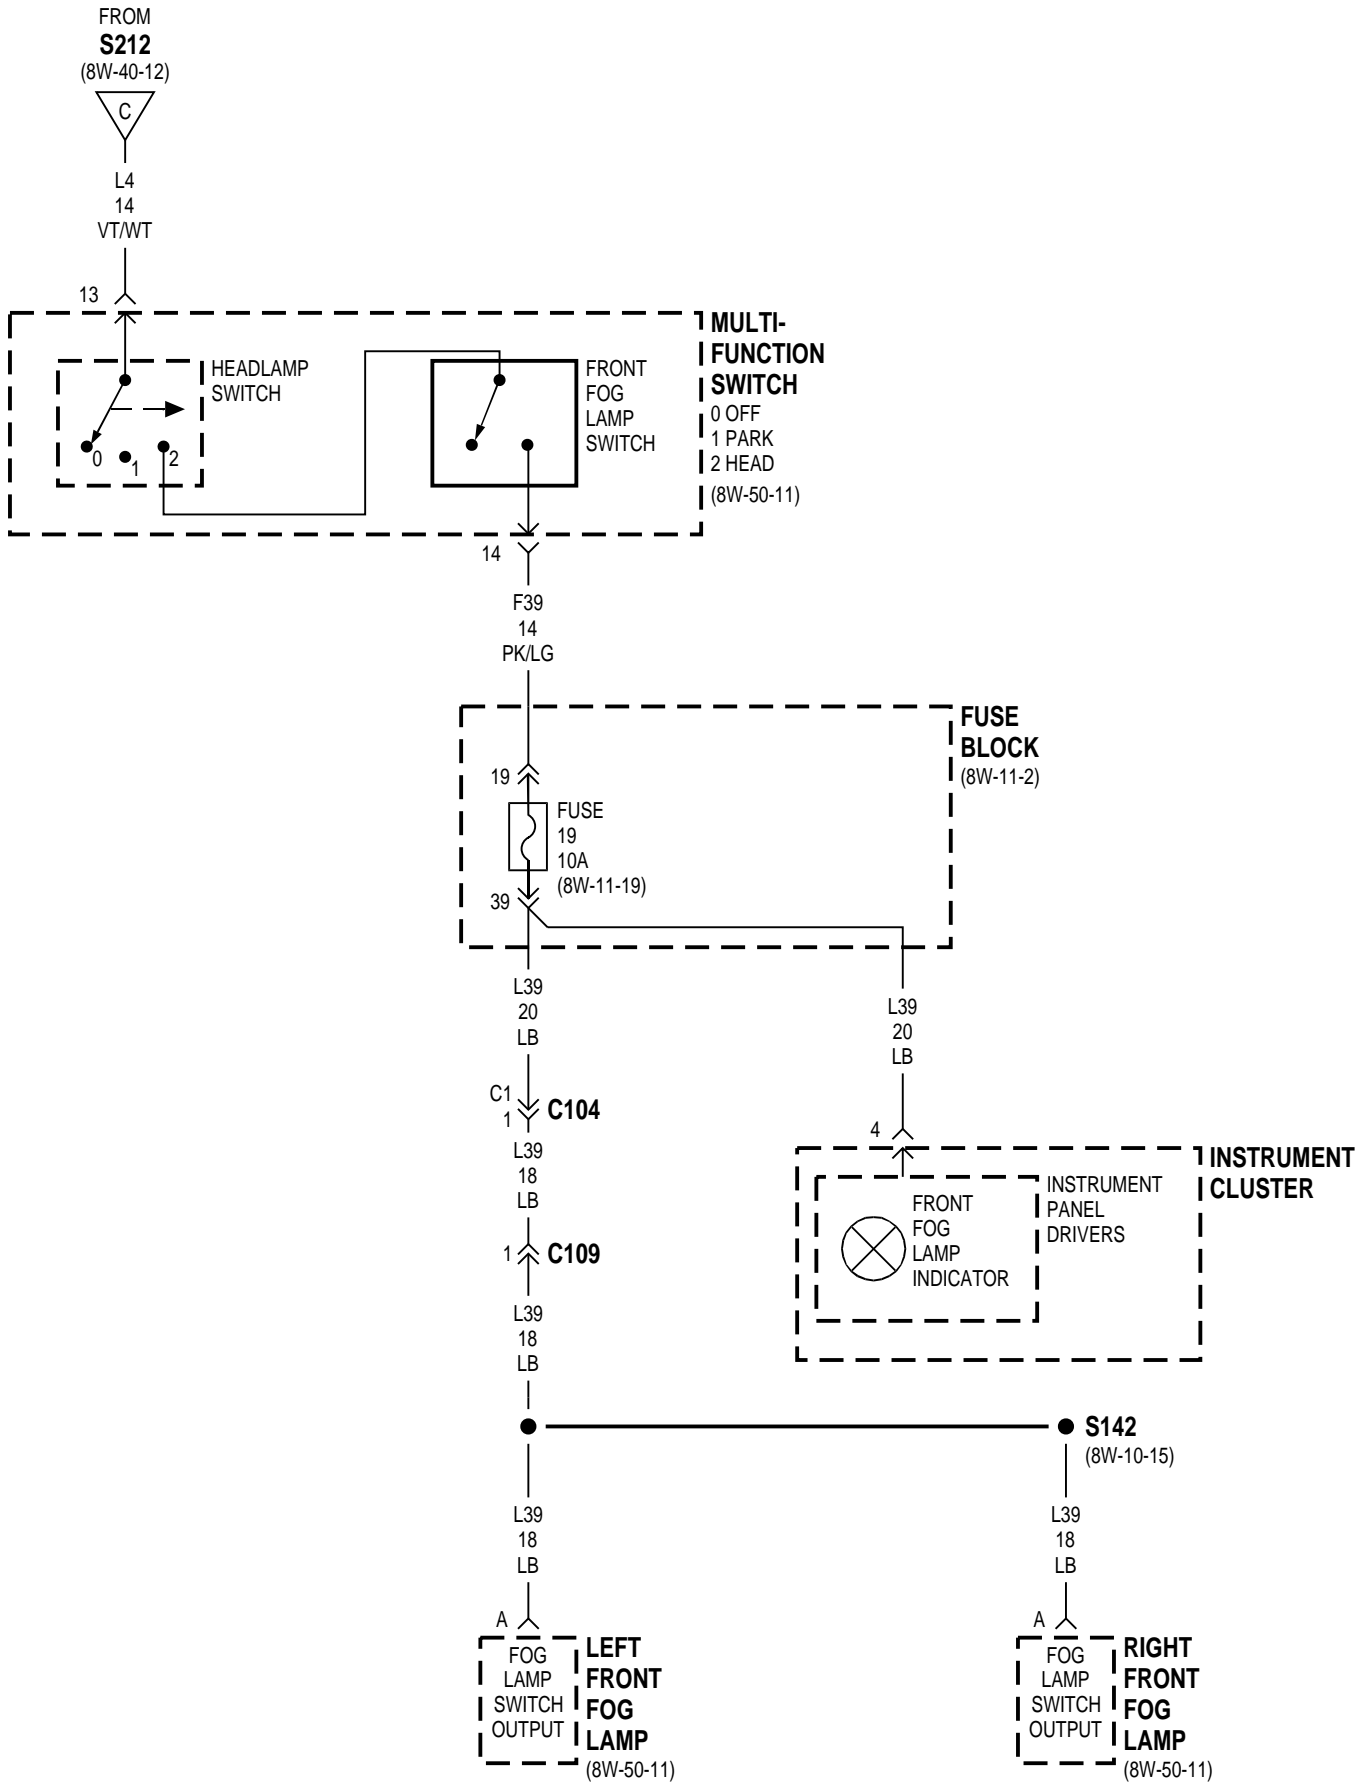 FROM
S212
(8W-40-12)
C
L4
14
VT/WT
13
HEADLAMP
SWITCH
0
1
2
FRONT
FOG
LAMP
SWITCH
MULTI-
FUNCTION
SWITCH
0 OFF
1 PARK
2 HEAD
(8W-50-11)
14
F39
14
PK/LG
FUSE
BLOCK
(8W-11-2)
19
FUSE
19
10A
(8W-11-19)
39
L39
20
LB
L39
20
LB
C1
1
C104
L39
18
LB
1
C109
L39
18
LB
4
INSTRUMENT
CLUSTER
INSTRUMENT
PANEL
DRIVERS
FRONT
FOG
LAMP
INDICATOR
S142
(8W-10-15)
L39
18
LB
L39
18
LB
A
FOG
LAMP
SWITCH
OUTPUT
LEFT
FRONT
FOG
LAMP
(8W-50-11)
A
FOG
LAMP
SWITCH
OUTPUT
RIGHT
FRONT
FOG
LAMP
(8W-50-11)